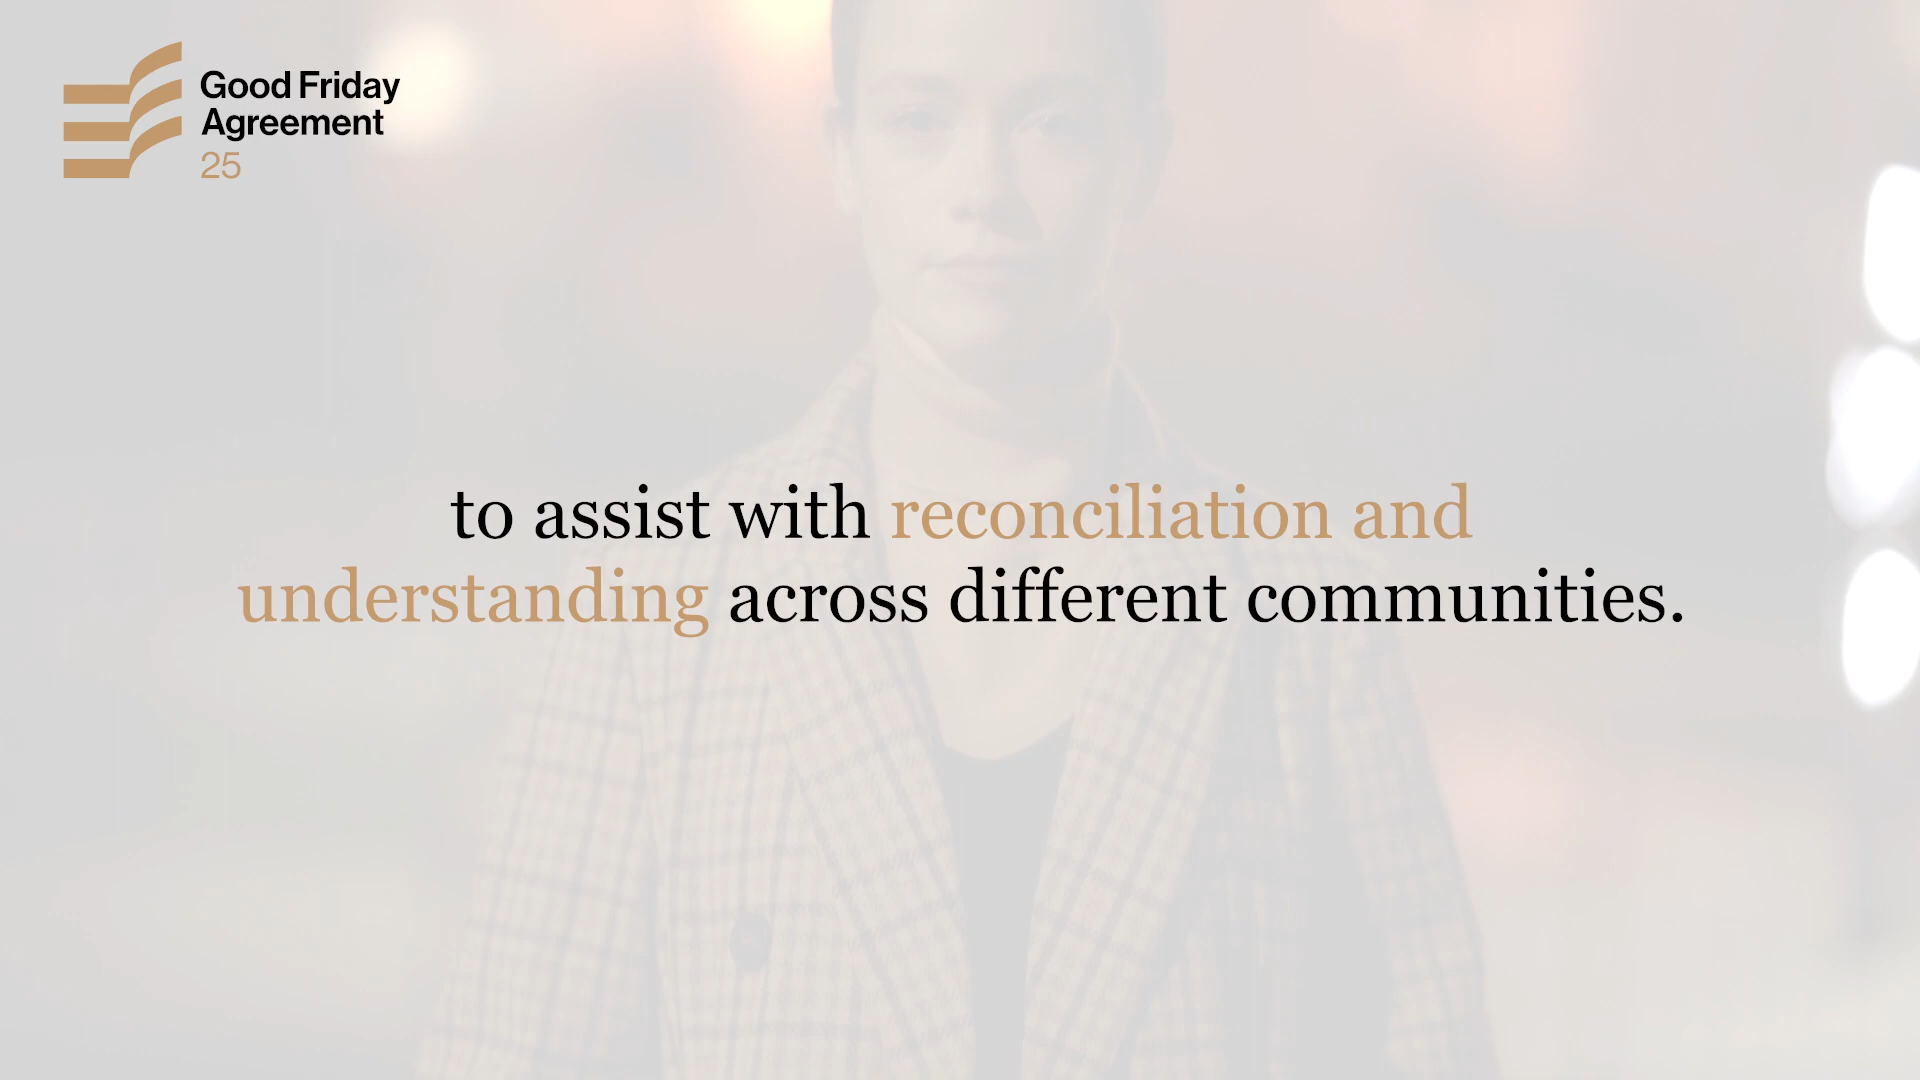 Good Friday
Agreement
25
to assist with reconciliation and
understanding across different communities.